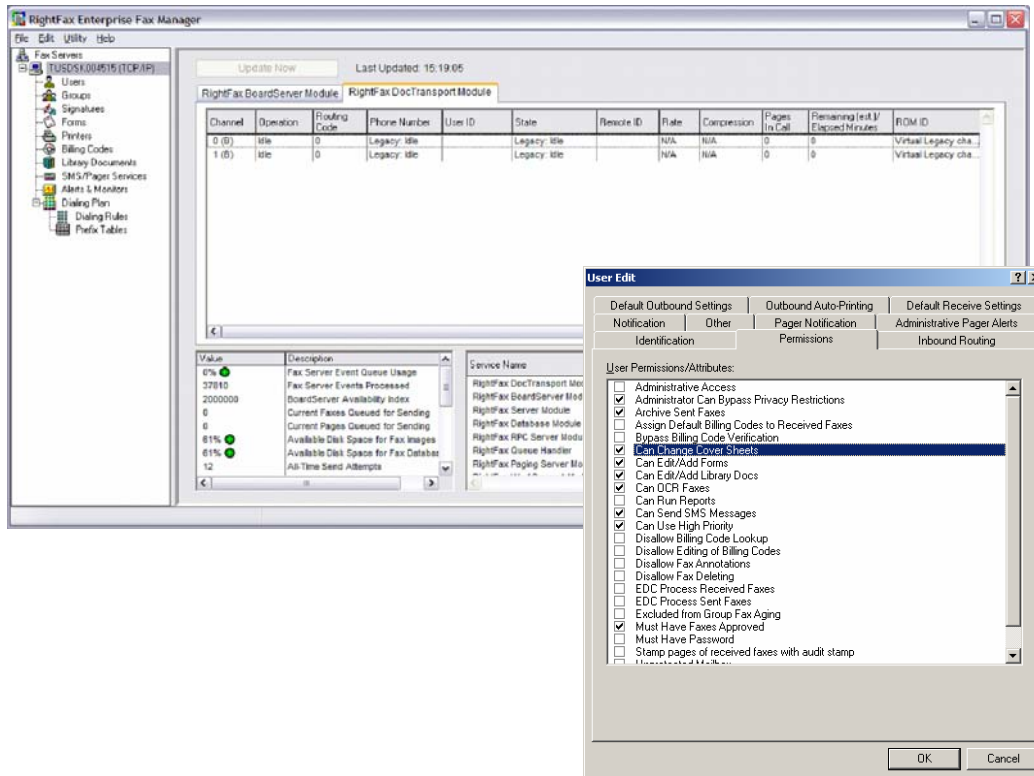 RightFax Enterprise Fax Manager
File Edit Utility Help
Fax Servers
TUSDSK004515 (TCP/IP)
Users
Groups
Signatures
Forms
Printers
Billing Codes
Library Documents
SMS/Pager Services
Alerts & Monitors
Dialing Plan
Dialing Rules
Prefix Tables
Update Now Last Updated: 15:19:05
RightFax BoardServer Module RightFax DocTransport Module
Channel Operation Routing Code Phone Number User ID State Remote ID Rate Compression Pages In Call Remaining (est.)/ Elapsed Minutes ROM ID
0 (B) Idle 0 Legacy: Idle Legacy: Idle N/A N/A 0 0 Virtual Legacy cha...
1 (B) Idle 0 Legacy: Idle Legacy: Idle N/A N/A 0 0 Virtual Legacy cha...
Value Description
0% Fax Server Event Queue Usage
37810 Fax Server Events Processed
2000000 BoardServer Availability Index
0 Current Faxes Queued for Sending
0 Current Pages Queued for Sending
61% Available Disk Space for Fax Images
61% Available Disk Space for Fax Databas
12 All-Time Send Attempts
Service Name
RightFax DocTransport Mod
RightFax BoardServer Mod
RightFax Server Module
RightFax Database Module
RightFax RPC Server Modu
RightFax Queue Handler
RightFax Paging Server Mo
User Edit
Default Outbound Settings Outbound Auto-Printing Default Receive Settings
Notification Other Pager Notification Administrative Pager Alerts
Identification Permissions Inbound Routing
User Permissions/Attributes:
Administrative Access
Administrator Can Bypass Privacy Restrictions
Archive Sent Faxes
Assign Default Billing Codes to Received Faxes
Bypass Billing Code Verification
Can Change Cover Sheets
Can Edit/Add Forms
Can Edit/Add Library Docs
Can OCR Faxes
Can Run Reports
Can Send SMS Messages
Can Use High Priority
Disallow Billing Code Lookup
Disallow Editing of Billing Codes
Disallow Fax Annotations
Disallow Fax Deleting
EDC Process Received Faxes
EDC Process Sent Faxes
Excluded from Group Fax Aging
Must Have Faxes Approved
Must Have Password
Stamp pages of received faxes with audit stamp
OK Cancel